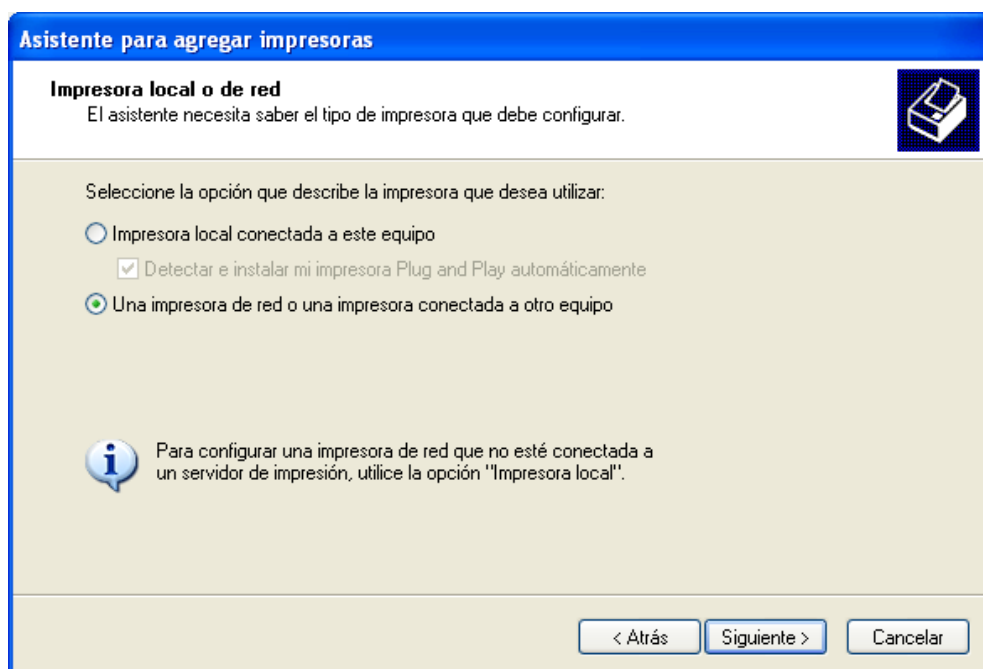 Asistente para agregar impresoras
Impresora local o de red
El asistente necesita saber el tipo de impresora que debe configurar.
Seleccione la opción que describe la impresora que desea utilizar:
Impresora local conectada a este equipo
Detectar e instalar mi impresora Plug and Play automáticamente
Una impresora de red o una impresora conectada a otro equipo
Para configurar una impresora de red que no esté conectada a
un servidor de impresión, utilice la opción "Impresora local".
< Atrás Siguiente > Cancelar